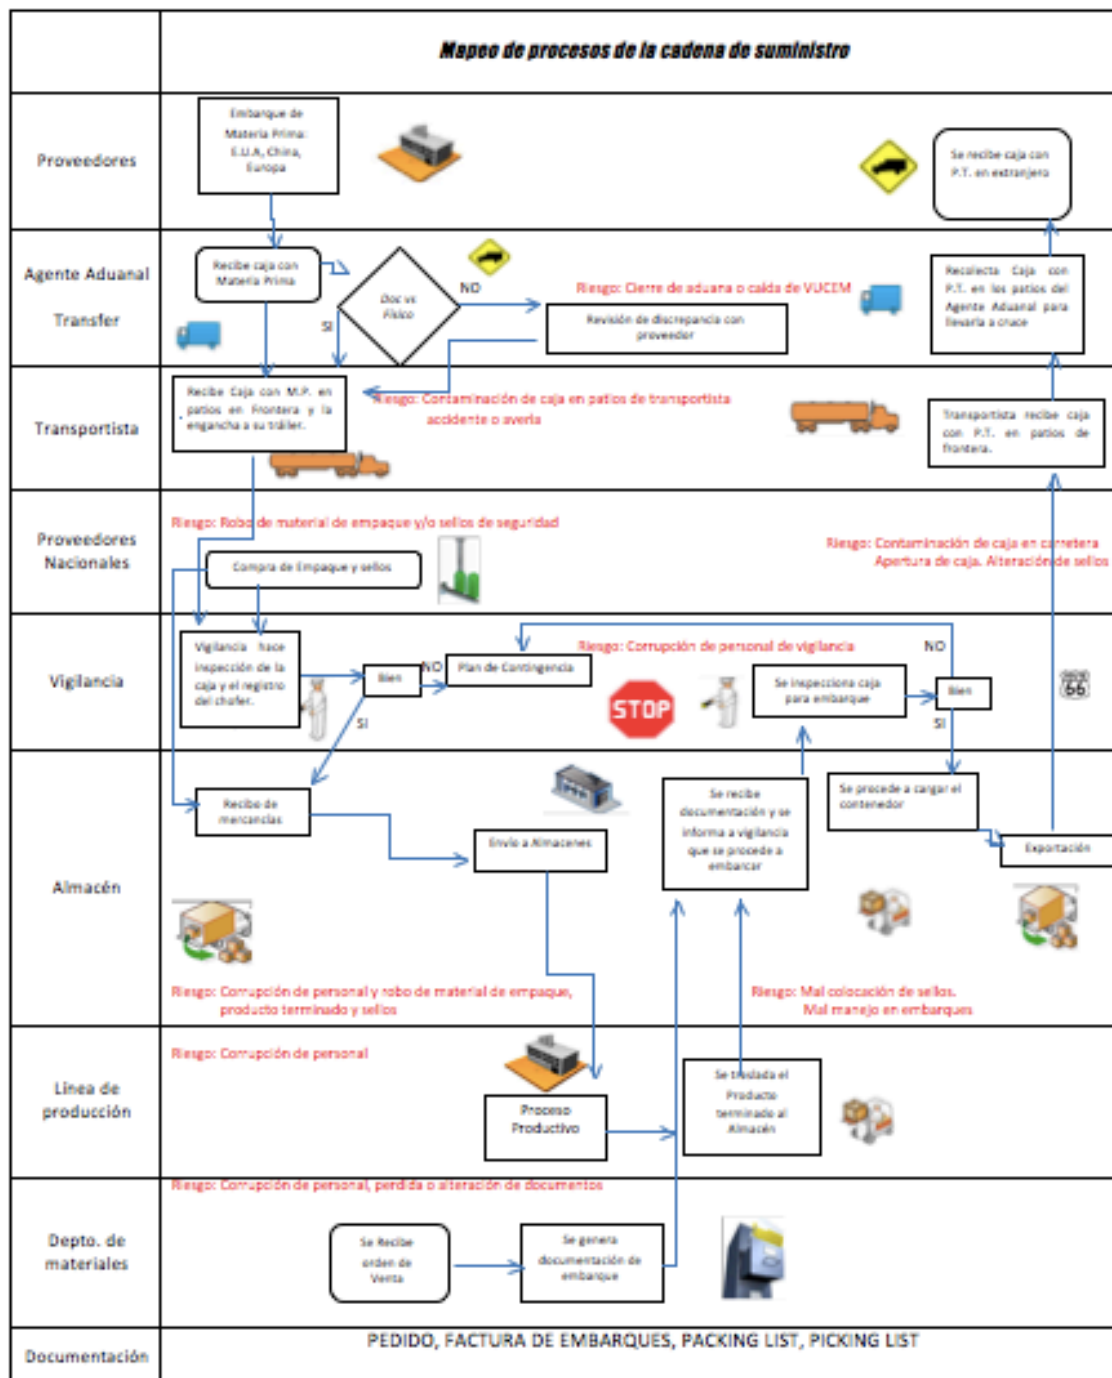 Mapeo de procesos de la cadena de suministro
Proveedores
Embarque de
Materia Prima:
E.U.A, China,
Europa
Se recibe caja con
P.T. en extranjero
Agente Aduanal
Transfer
Recibe caja con
Materia Prima
Doc vs
Físico
NO
SI
Riesgo: Cierre de aduana o caída de VUCEM
Revisión de discrepancia con
proveedor
Recolecta Caja con
P.T. en los patios del
Agente Aduanal para
llevarla a cruce
Transportista
Recibe Caja con M.P. en
patios en Frontera y la
engancha a su tráiler.
Riesgo: Contaminación de caja en patios de transportista
accidente o avería
Transportista recibe caja
con P.T. en patios de
frontera.
Proveedores
Nacionales
Riesgo: Robo de material de empaque y/o sellos de seguridad
Compra de Empaque y sellos
Riesgo: Contaminación de caja en carretera
Apertura de caja. Alteración de sellos
Vigilancia
Vigilancia hace
inspección de la
caja y el registro
del chofer.
Bien
NO
SI
Plan de Contingencia
Riesgo: Corrupción de personal de vigilancia
STOP
Se inspecciona caja
para embarque
NO
Bien
SI
66
Almacén
Recibo de
mercancías
Envío a Almacenes
Se recibe
documentación y se
informa a vigilancia
que se procede a
embarcar
Se procede a cargar el
contenedor
Exportación
Riesgo: Corrupción de personal y robo de material de empaque,
producto terminado y sellos
Riesgo: Mal colocación de sellos.
Mal manejo en embarques
Línea de
producción
Riesgo: Corrupción de personal
Proceso
Productivo
Se traslada el
Producto
terminado al
Almacén
Depto. de
materiales
Riesgo: Corrupción de personal, perdida o alteración de documentos
Se Recibe
orden de
Venta
Se genera
documentación de
embarque
Documentación
PEDIDO, FACTURA DE EMBARQUES, PACKING LIST, PICKING LIST